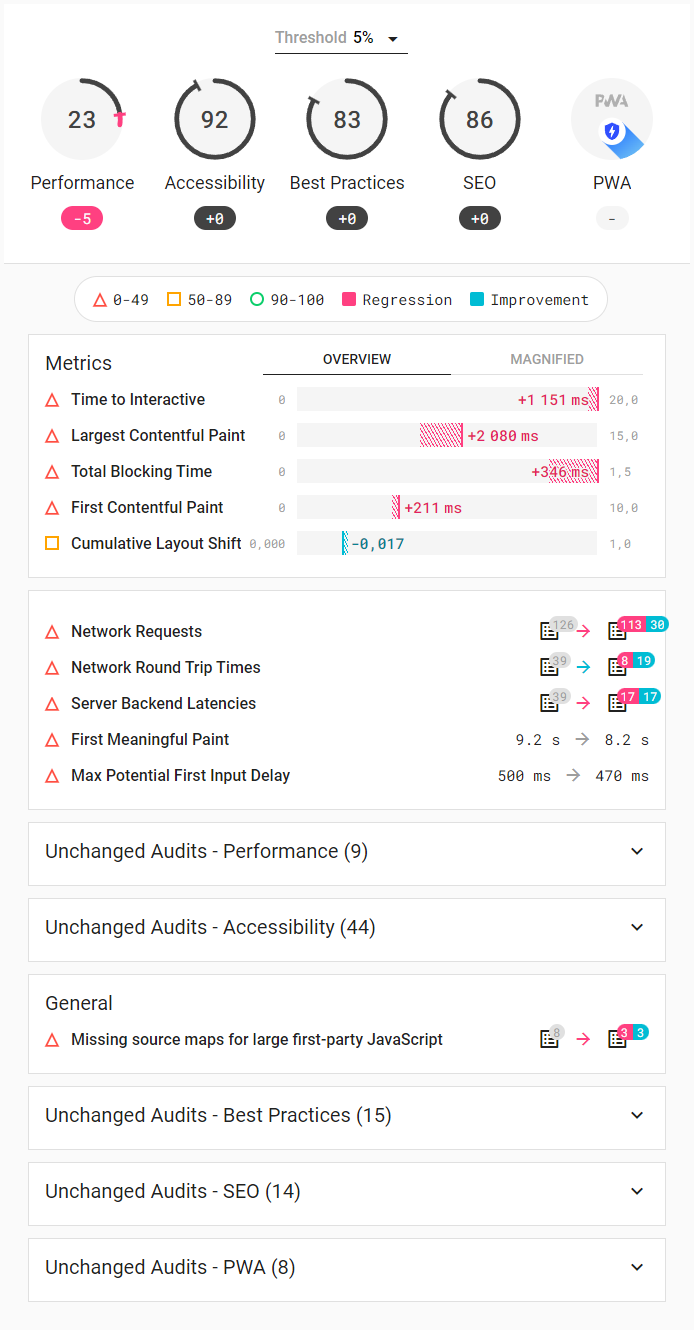 Threshold 5%
23 92 83 86 PWA
Performance Accessibility Best Practices SEO PWA
-5 +0 +0 +0 -
0-49 50-89 90-100 Regression Improvement
Metrics OVERVIEW MAGNIFIED
Time to Interactive 0 +1 151 ms 20,0
Largest Contentful Paint 0 +2 080 ms 15,0
Total Blocking Time 0 +346 ms 1,5
First Contentful Paint 0 +211 ms 10,0
Cumulative Layout Shift 0,000 -0,017 1,0
Network Requests 126 → 113 30
Network Round Trip Times 39 → 8 19
Server Backend Latencies 39 → 17 17
First Meaningful Paint 9.2 s → 8.2 s
Max Potential First Input Delay 500 ms → 470 ms
Unchanged Audits - Performance (9)
Unchanged Audits - Accessibility (44)
General
Missing source maps for large first-party JavaScript 8 → 3 3
Unchanged Audits - Best Practices (15)
Unchanged Audits - SEO (14)
Unchanged Audits - PWA (8)